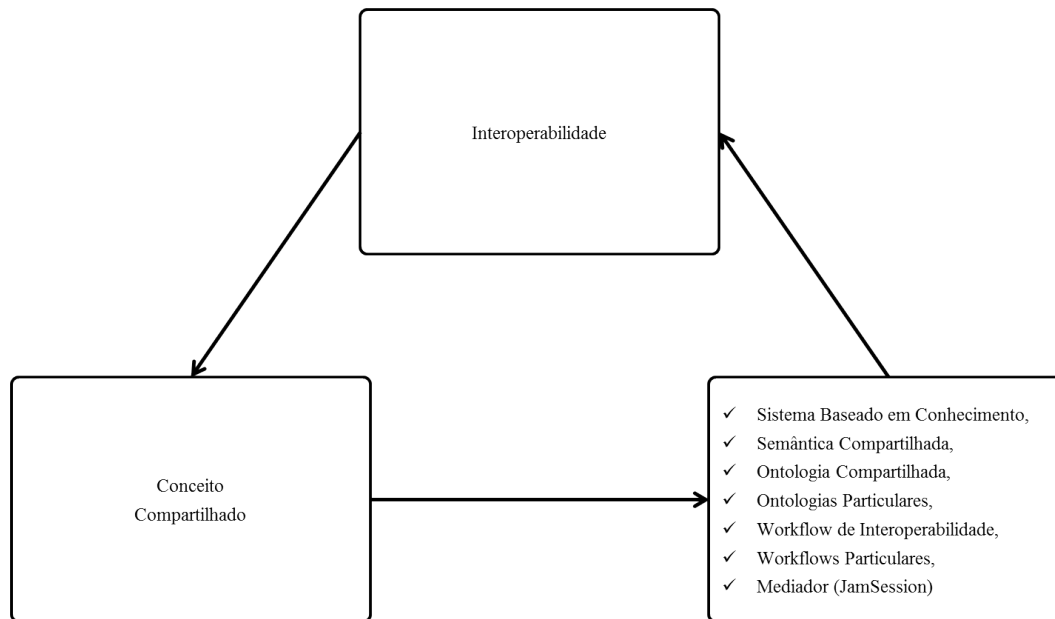 Interoperabilidade
Conceito
Compartilhado
✓ Sistema Baseado em Conhecimento,
✓ Semântica Compartilhada,
✓ Ontologia Compartilhada,
✓ Ontologias Particulares,
✓ Workflow de Interoperabilidade,
✓ Workflows Particulares,
✓ Mediador (JamSession)